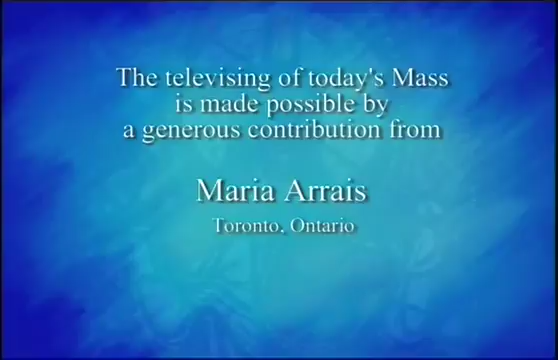 The televising of today's Mass
is made possible by
a generous contribution from
Maria Arrais
Toronto, Ontario